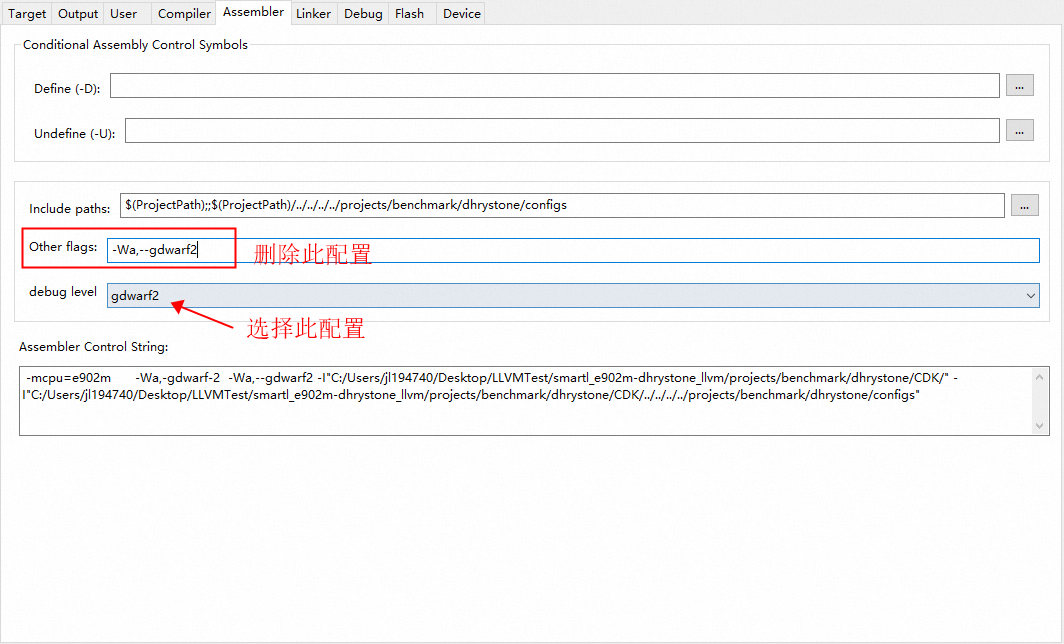 Target Output User Compiler Assembler Linker Debug Flash Device
Conditional Assembly Control Symbols
Define (-D): ...
Undefine (-U): ...
Include paths: $(ProjectPath);;$(ProjectPath)/../../../../projects/benchmark/dhrystone/configs ...
Other flags: -Wa,--gdwarf2 删除此配置
debug level gdwarf2
选择此配置
Assembler Control String:
-mcpu=e902m -Wa,-gdwarf-2 -Wa,--gdwarf2 -I"C:/Users/jl194740/Desktop/LLVMTest/smartl_e902m-dhrystone_llvm/projects/benchmark/dhrystone/CDK/" -
I"C:/Users/jl194740/Desktop/LLVMTest/smartl_e902m-dhrystone_llvm/projects/benchmark/dhrystone/CDK/../../../../projects/benchmark/dhrystone/configs"